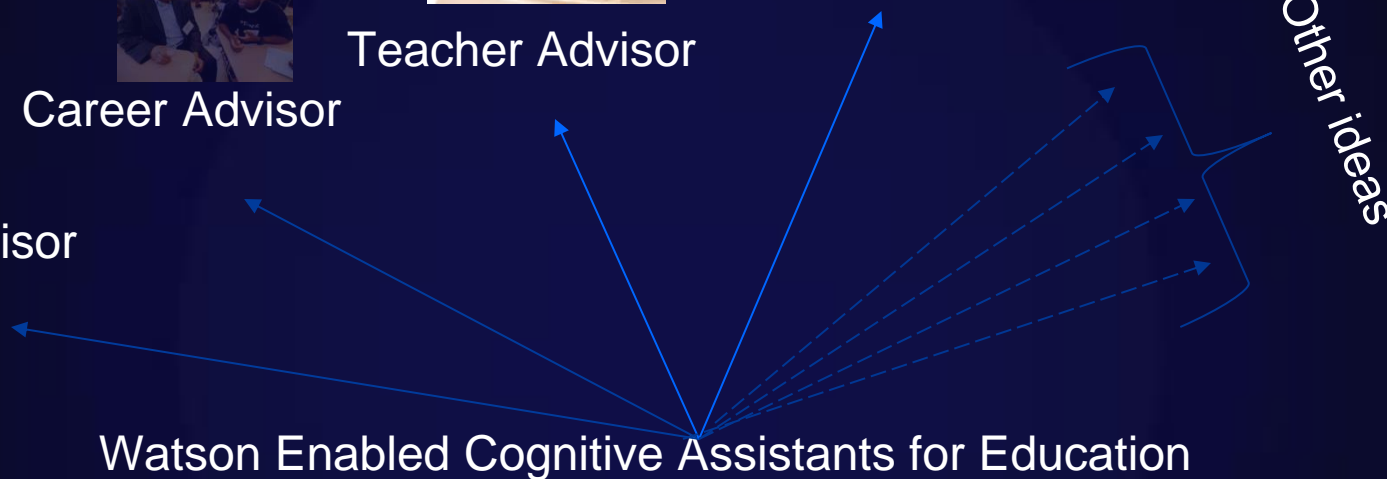 Teacher Advisor
Career Advisor
Other ideas
isor
Watson Enabled Cognitive Assistants for Education